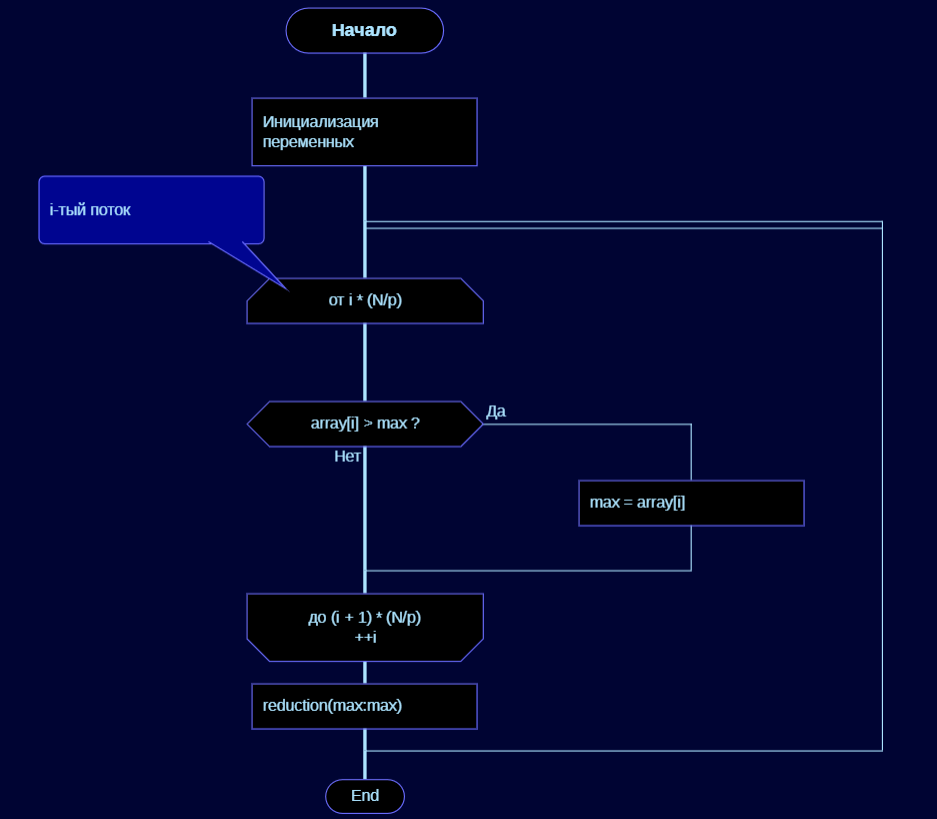 Начало
Инициализация
переменных
i-тый поток
от i * (N/p)
array[i] > max ?
Да
Нет
max = array[i]
до (i + 1) * (N/p)
++i
reduction(max:max)
End